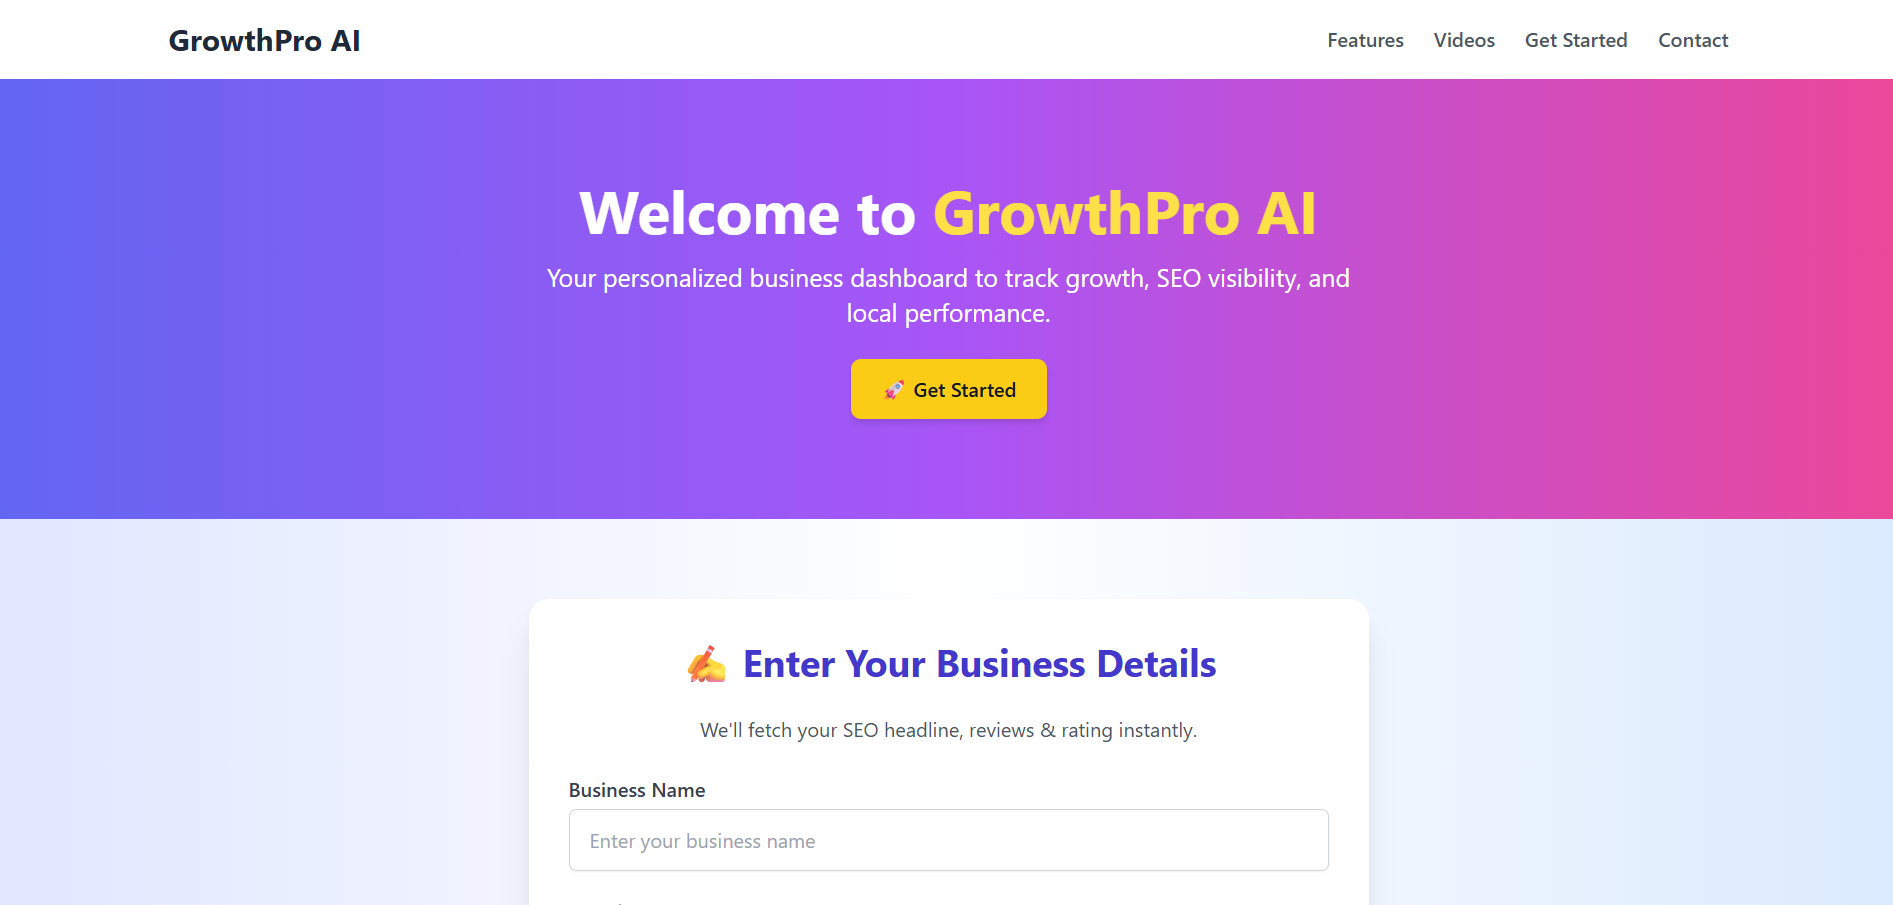 GrowthPro AI
Features
Videos
Get Started
Contact
Welcome to GrowthPro AI
Your personalized business dashboard to track growth, SEO visibility, and
local performance.
🚀 Get Started
✍️ Enter Your Business Details
We'll fetch your SEO headline, reviews & rating instantly.
Business Name
Enter your business name